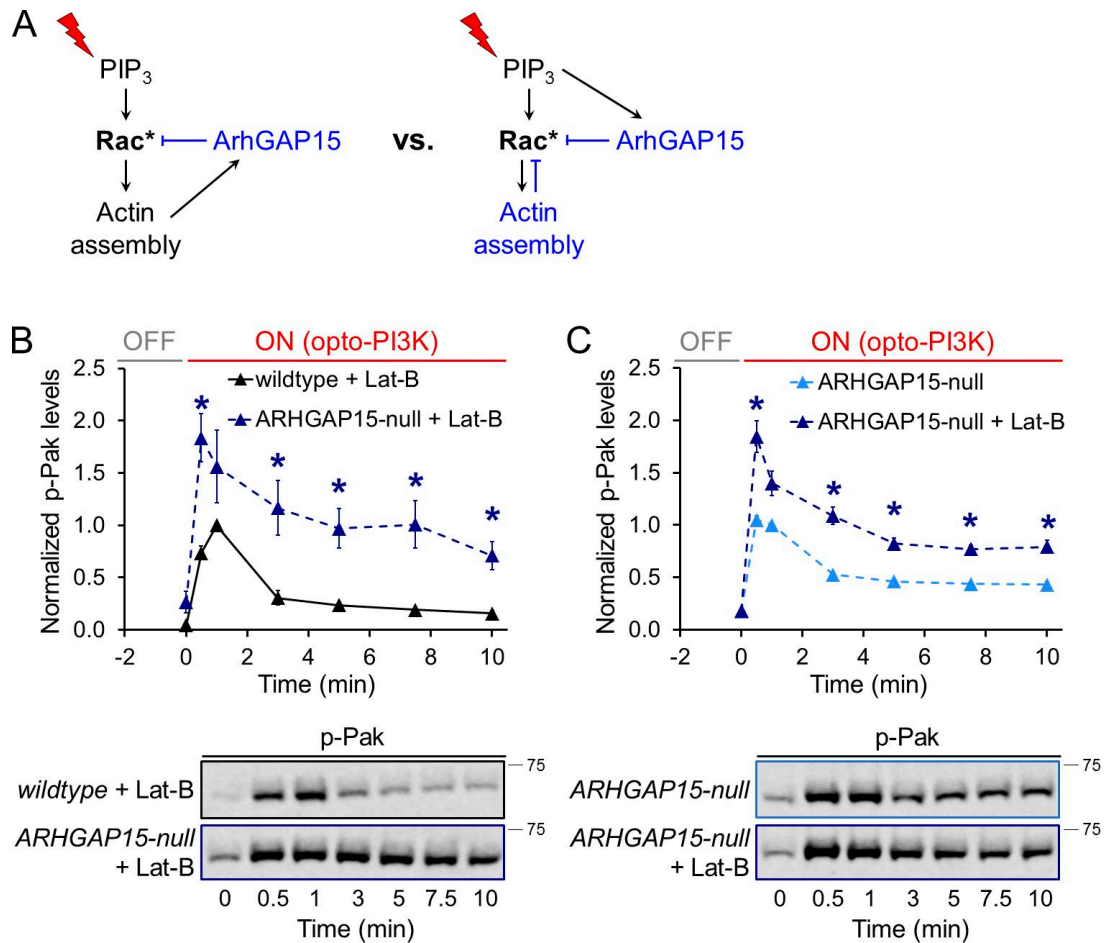 A
PIP3
Rac*
ArhGAP15
Actin
assembly
vs.
PIP3
Rac*
ArhGAP15
Actin
assembly
B
OFF
ON (opto-PI3K)
Normalized p-Pak levels
2.5
2.0
1.5
1.0
0.5
0.0
wildtype + Lat-B
ARHGAP15-null + Lat-B
*
*
*
*
*
-2 0 2 4 6 8 10
Time (min)
p-Pak
75
wildtype + Lat-B
75
ARHGAP15-null
+ Lat-B
0 0.5 1 3 5 7.5 10
Time (min)
C
OFF
ON (opto-PI3K)
Normalized p-Pak levels
2.5
2.0
1.5
1.0
0.5
0.0
ARHGAP15-null
ARHGAP15-null + Lat-B
*
*
*
*
*
-2 0 2 4 6 8 10
Time (min)
p-Pak
75
ARHGAP15-null
75
ARHGAP15-null
+ Lat-B
0 0.5 1 3 5 7.5 10
Time (min)